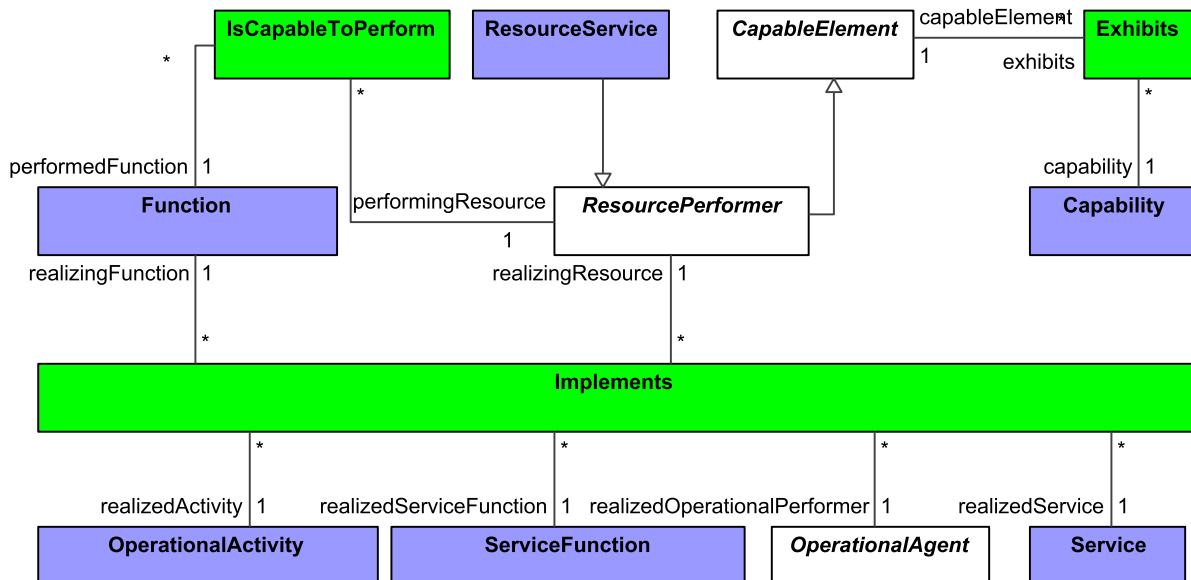 IsCapableToPerform
ResourceService
CapableElement
capableElement
*
Exhibits
1
exhibits
*
*
*
performedFunction
1
capability
1
Function
performingResource
ResourcePerformer
Capability
1
realizingFunction
1
realizingResource
1
*
*
Implements
*
*
*
*
realizedActivity
1
realizedServiceFunction
1
realizedOperationalPerformer
1
realizedService
1
OperationalActivity
ServiceFunction
OperationalAgent
Service